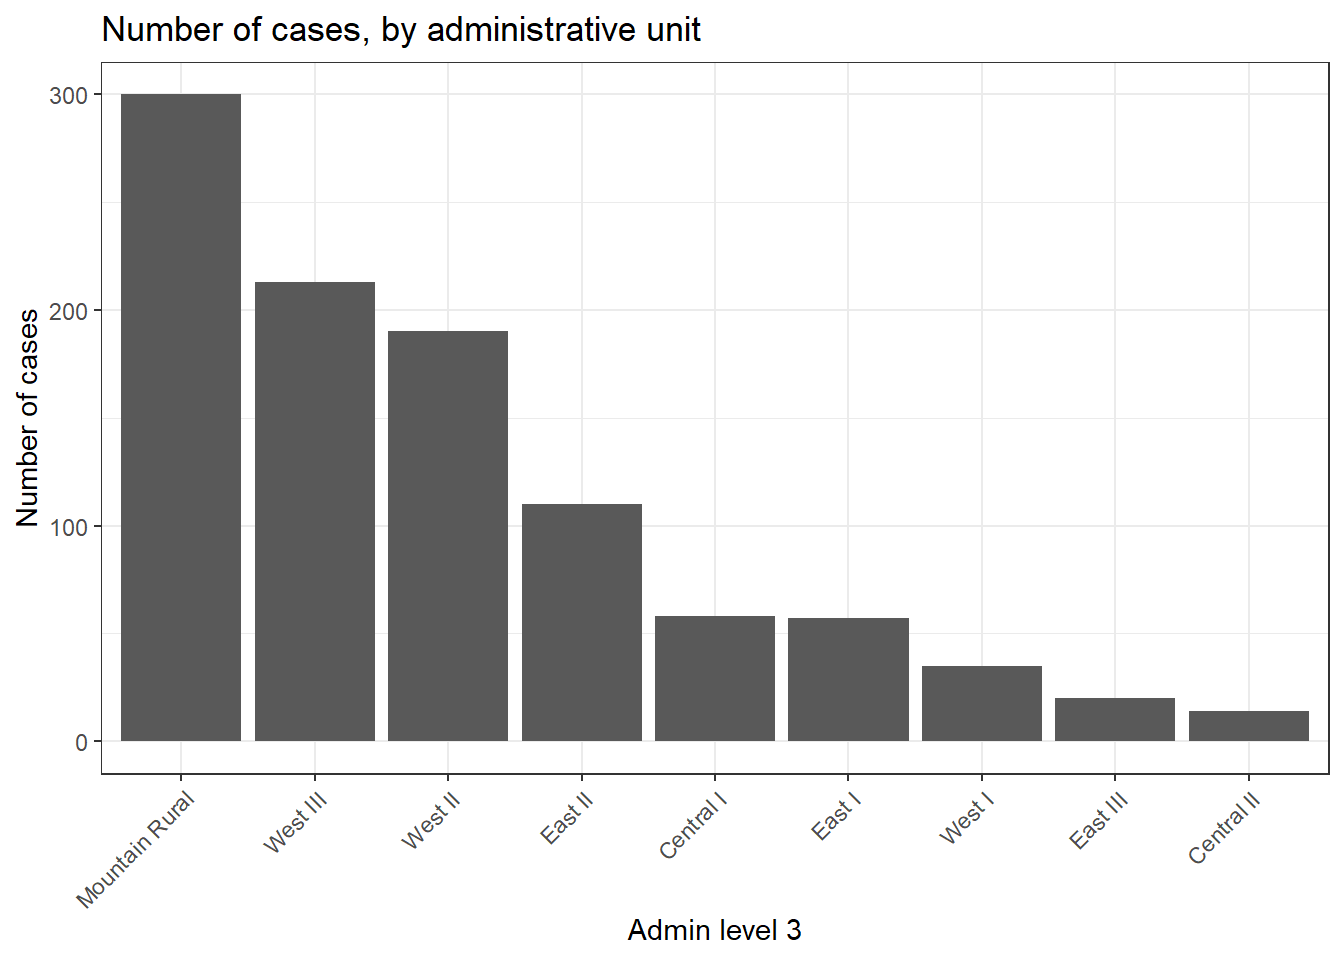 Number of cases, by administrative unit
Number of cases
300
200
100
0
Mountain Rural
West III
West II
East II
Central I
East I
West I
East III
Central II
Admin level 3